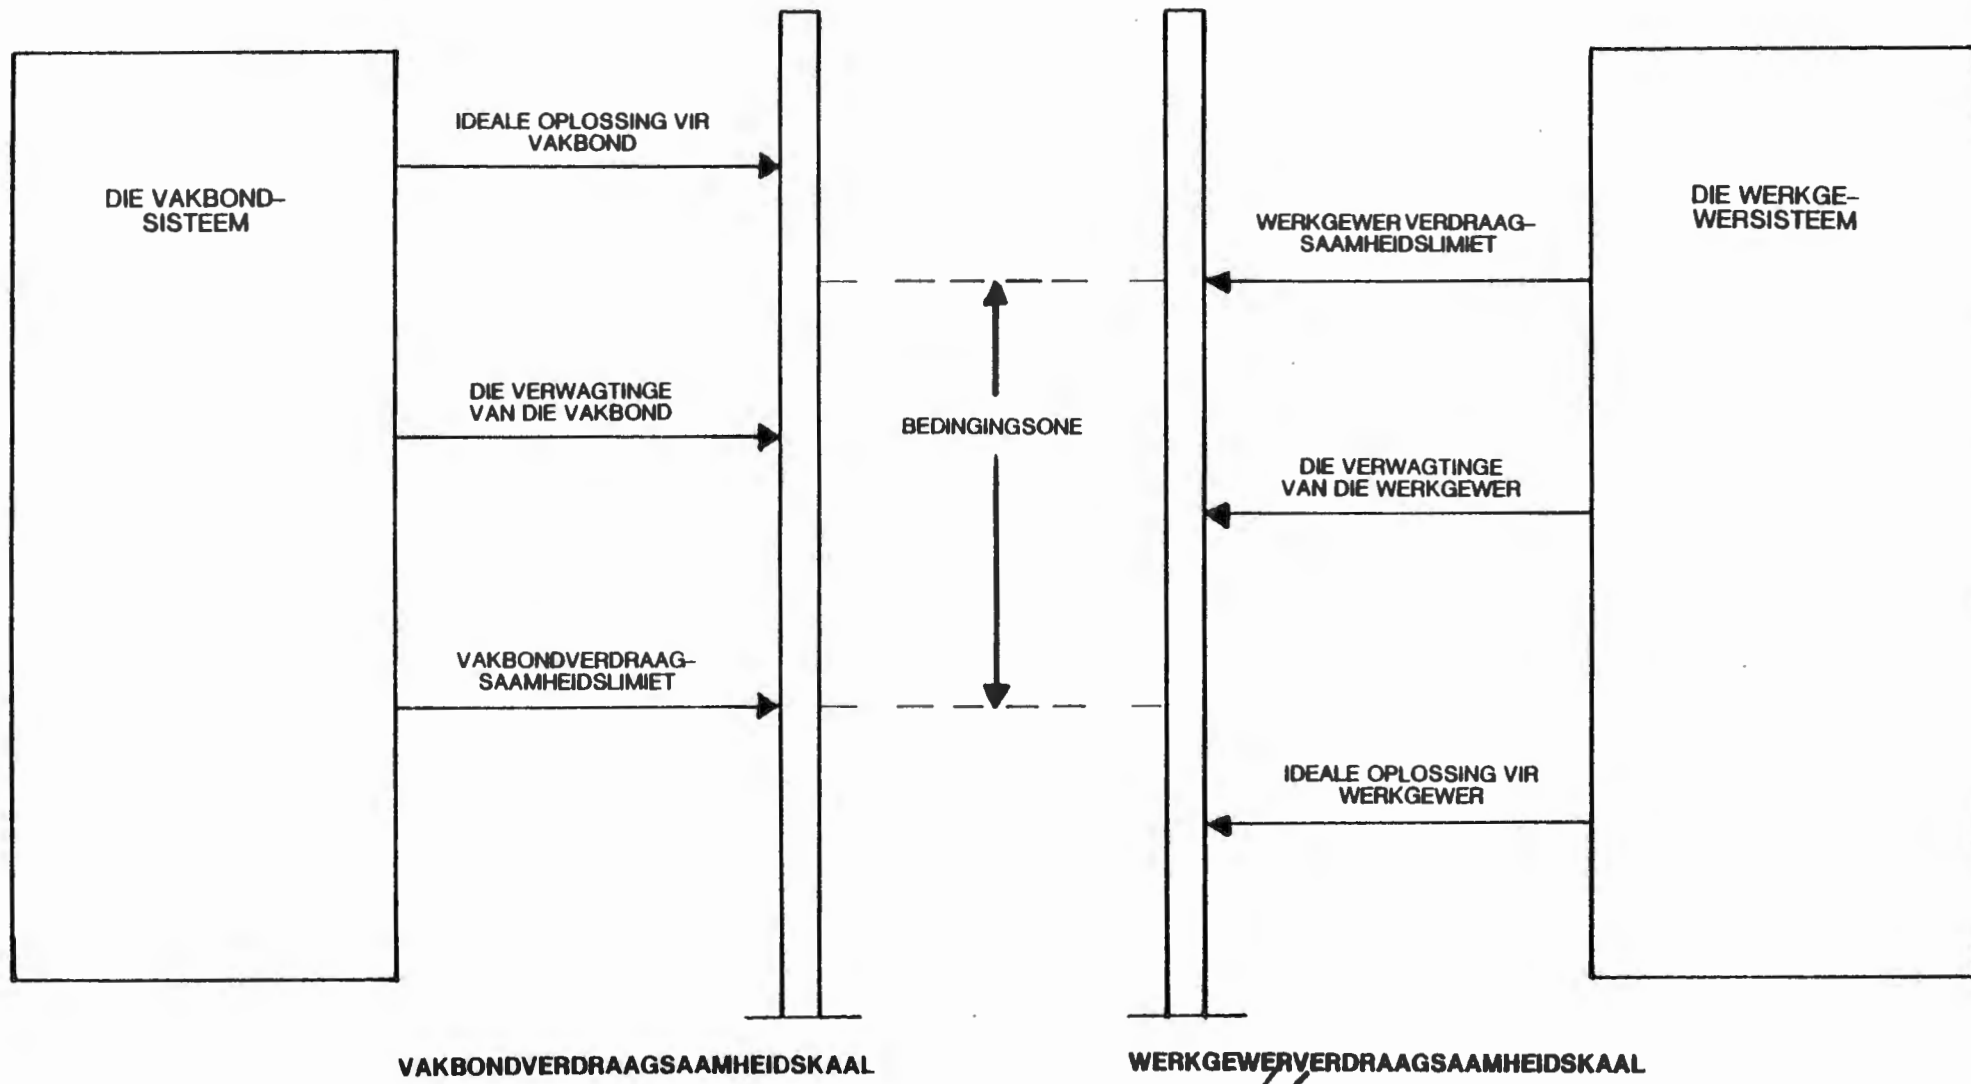 IDEALE OPLOSSING VIR
VAKBOND
DIE VAKBOND-
SISTEEM
DIE WERKGE-
WERSISTEEM
WERKGEWER VERDRAAG-
SAAMHEIDSLIMIET
DIE VERWAGTINGE
VAN DIE VAKBOND
BEDINGINGSONE
DIE VERWAGTINGE
VAN DIE WERKGEWER
VAKBONDVERDRAAG-
SAAMHEIDSLIMIET
IDEALE OPLOSSING VIR
WERKGEWER
VAKBONDVERDRAAGSAAMHEIDSKAAL
WERKGEWERVERDRAAGSAAMHEIDSKAAL